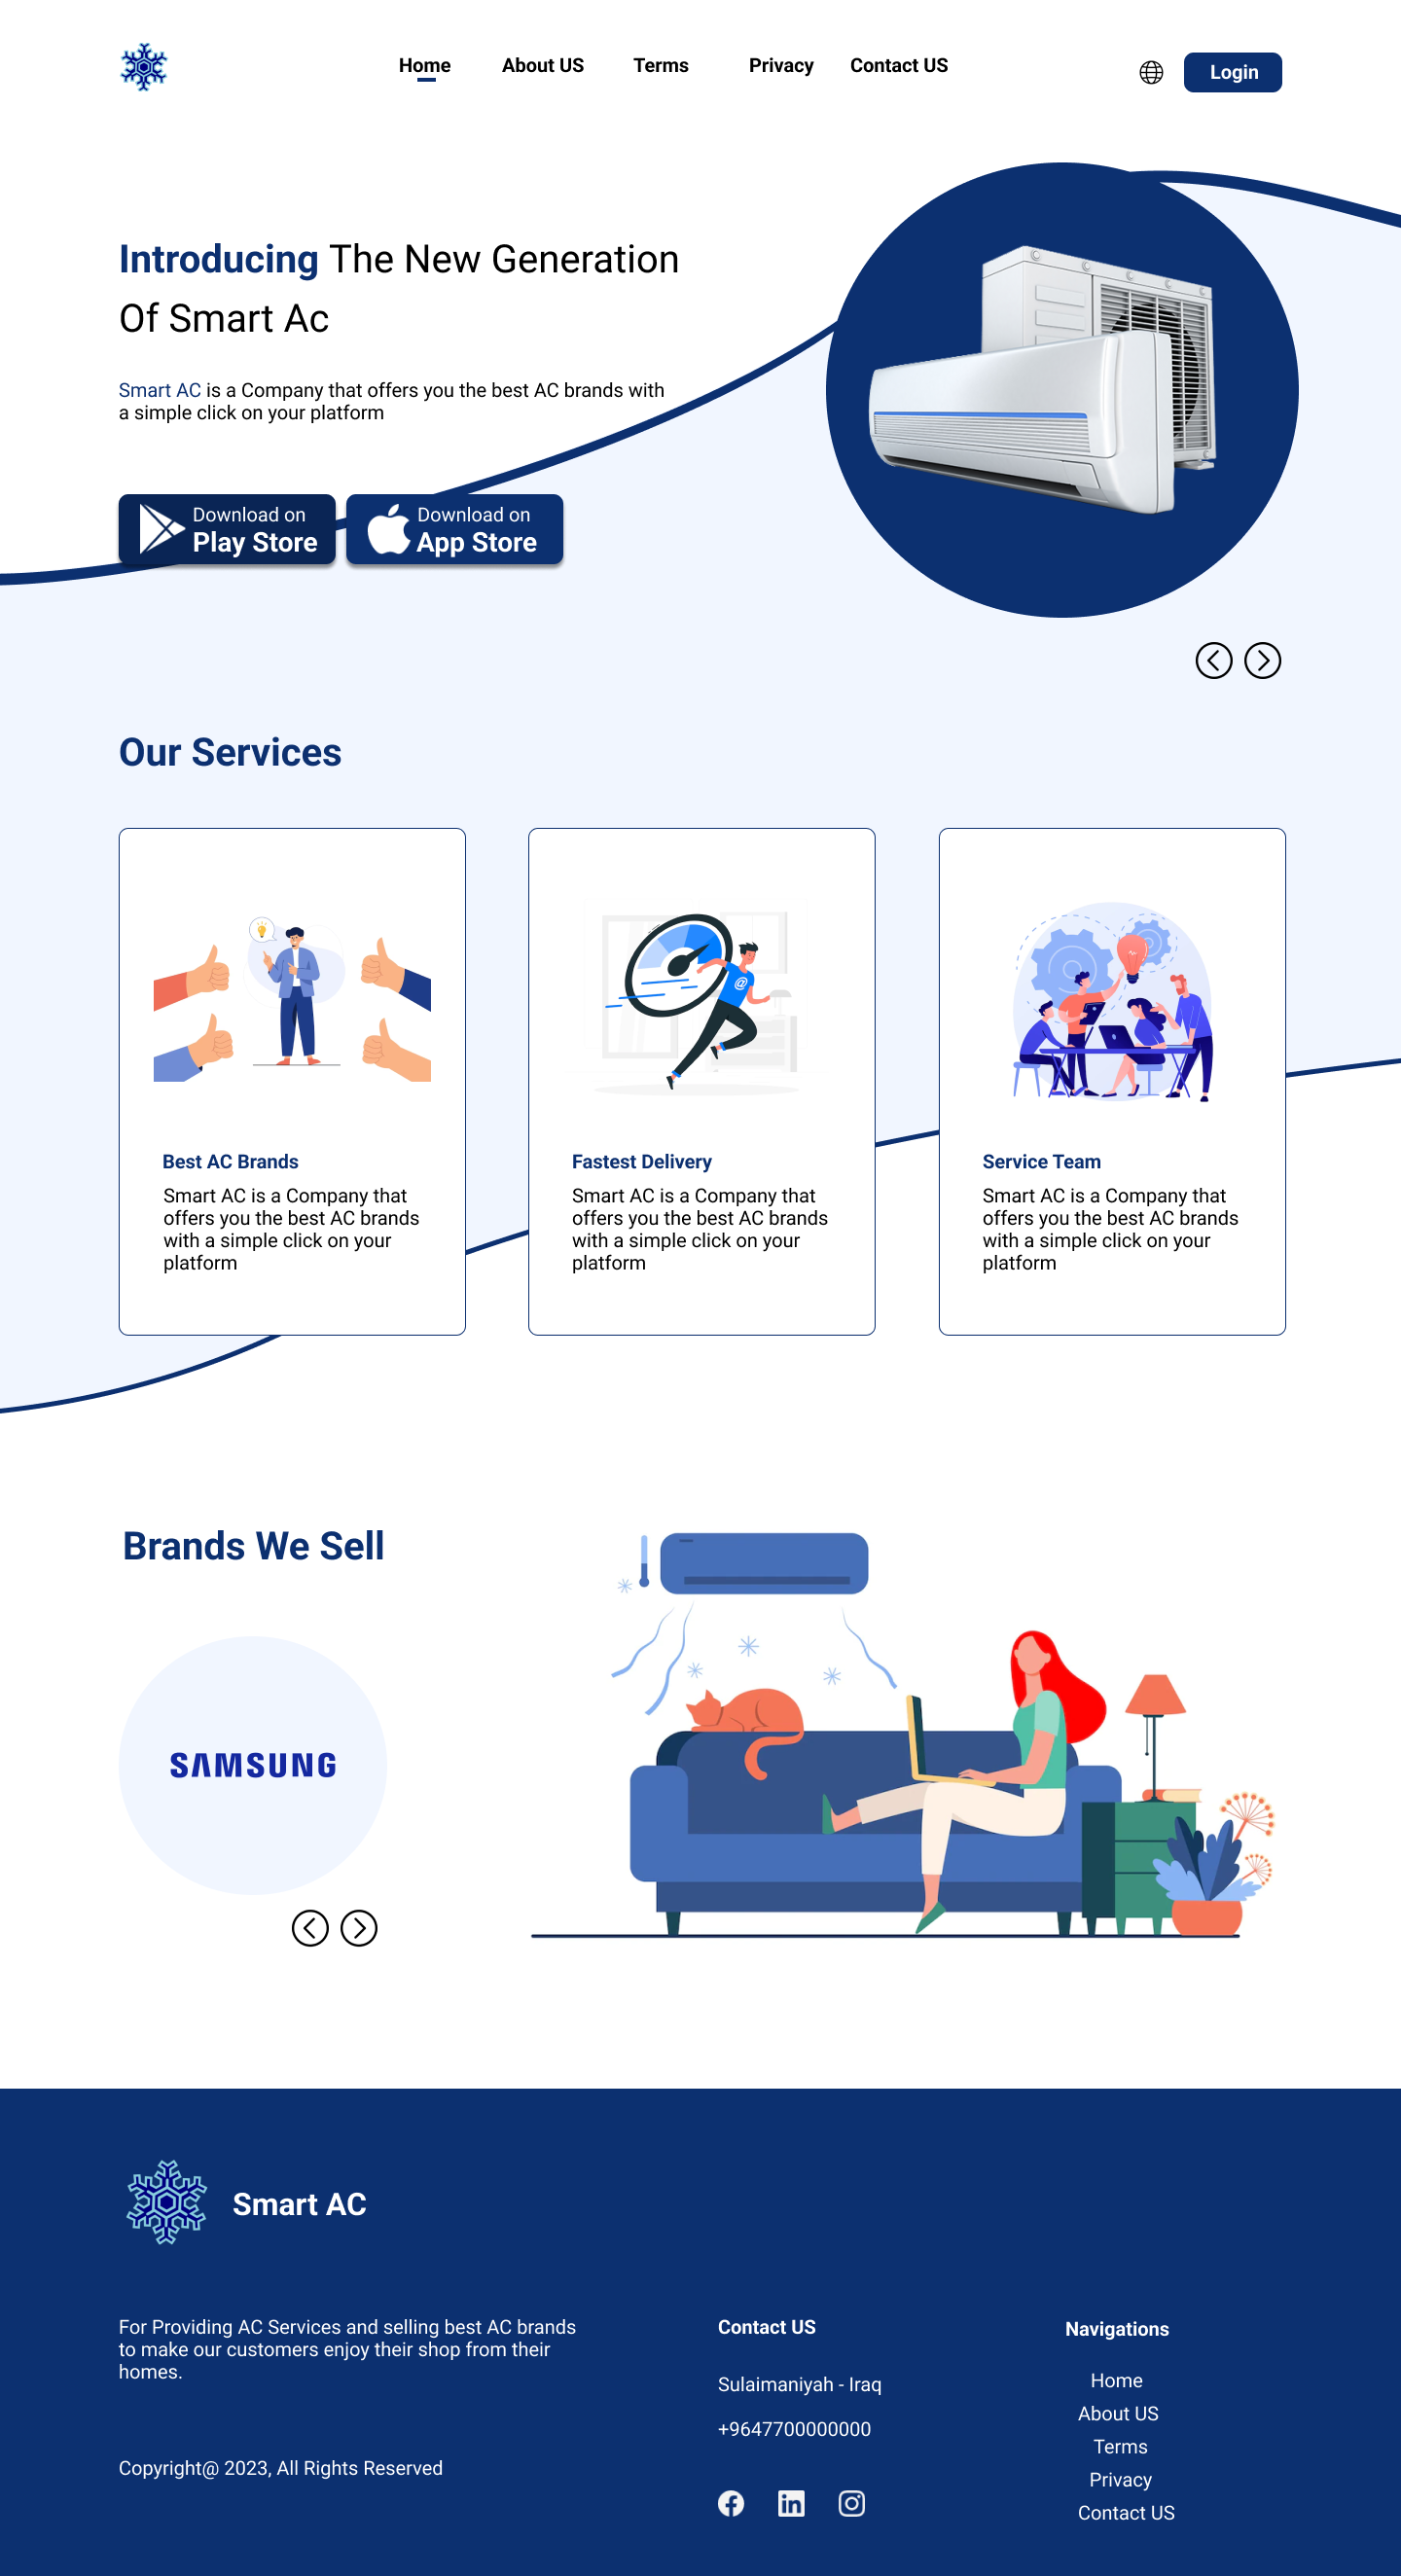 Home About US Terms Privacy Contact US Login
Introducing The New Generation
Of Smart Ac
Smart AC is a Company that offers you the best AC brands with
a simple click on your platform
Download on
Play Store
Download on
App Store
Our Services
@
Best AC Brands
Smart AC is a Company that
offers you the best AC brands
with a simple click on your
platform
Fastest Delivery
Smart AC is a Company that
offers you the best AC brands
with a simple click on your
platform
Service Team
Smart AC is a Company that
offers you the best AC brands
with a simple click on your
platform
Brands We Sell
SAMSUNG
Smart AC
For Providing AC Services and selling best AC brands
to make our customers enjoy their shop from their
homes.
Copyright@ 2023, All Rights Reserved
Contact US
Sulaimaniyah - Iraq
+9647700000000
Navigations
Home
About US
Terms
Privacy
Contact US